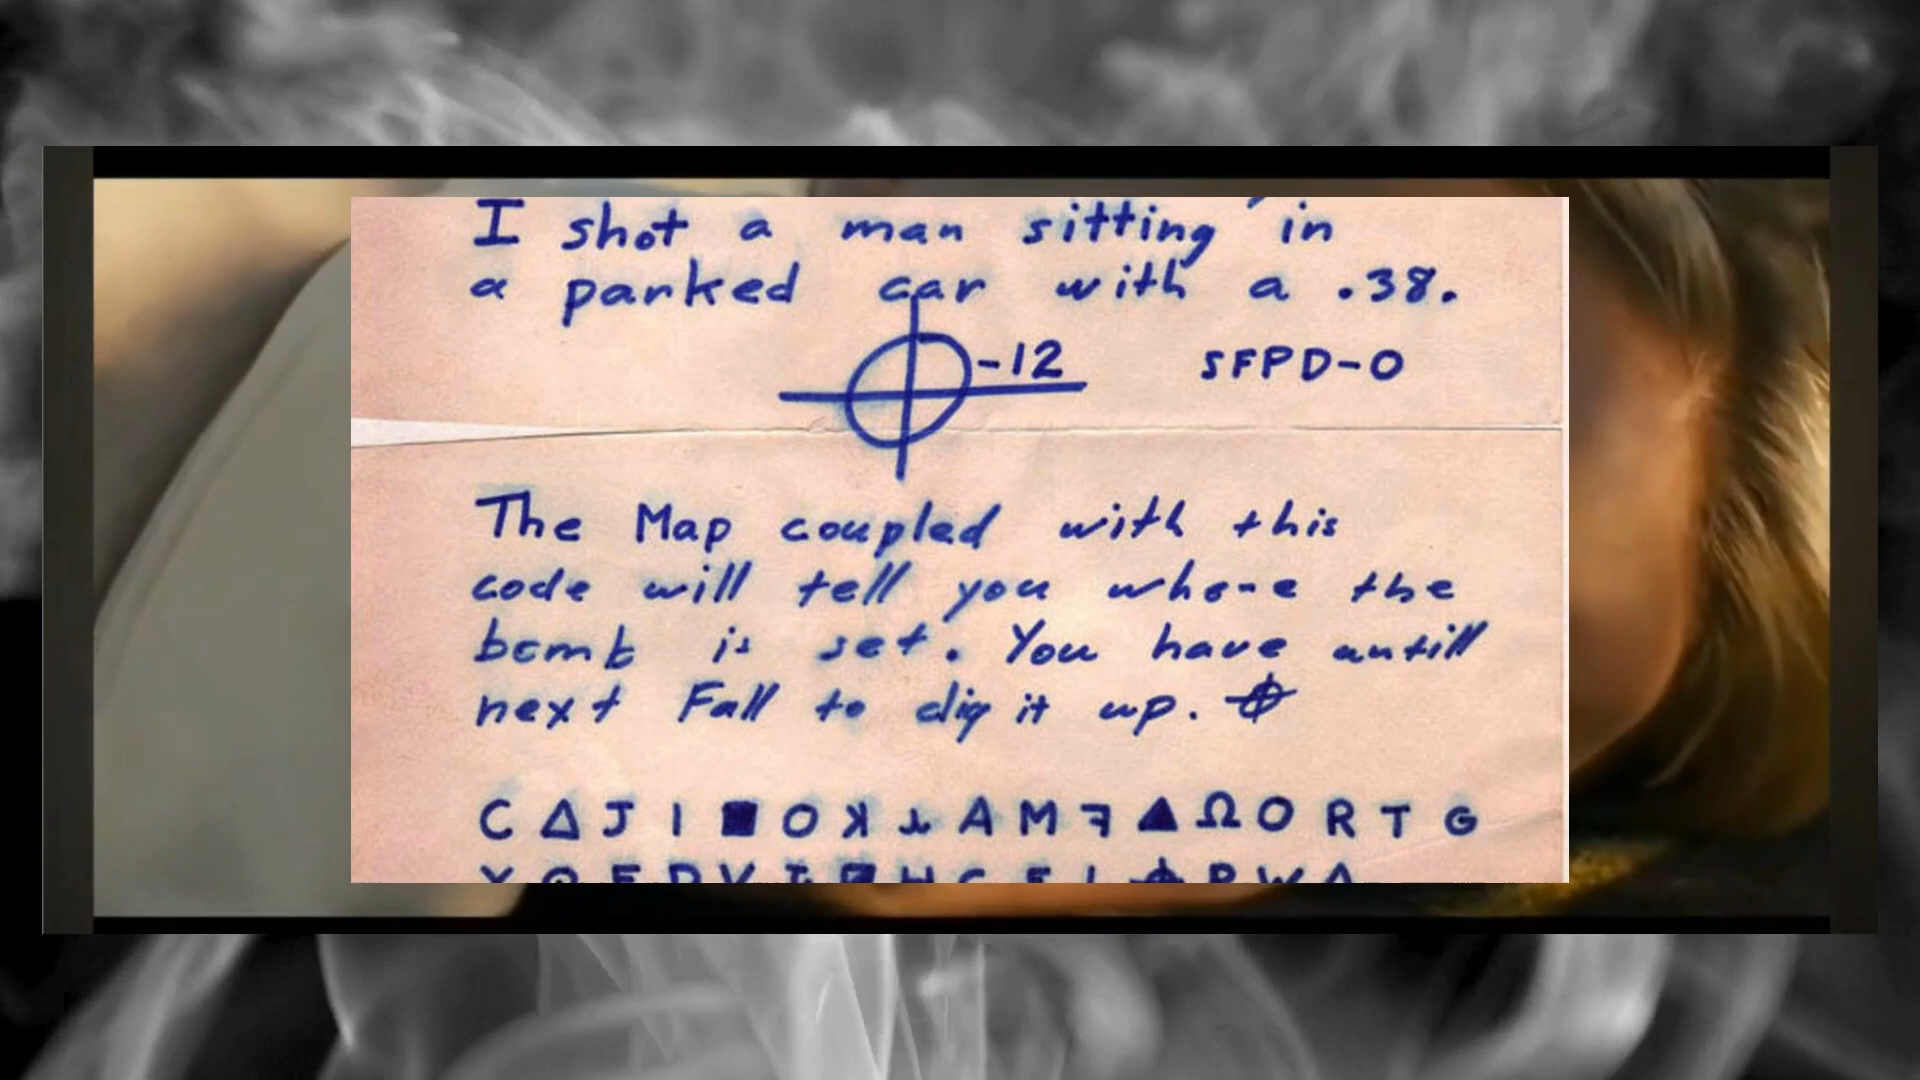 I shot a man sitting in
a parked car with a .38.
-12 SFPD-0
The Map coupled with this
code will tell you where the
bomb is set. You have untill
next Fall to dig it up. ⌖
C Δ J I ■ O ꓘ ⅄ A M ꟻ ▲ Ω O R T G